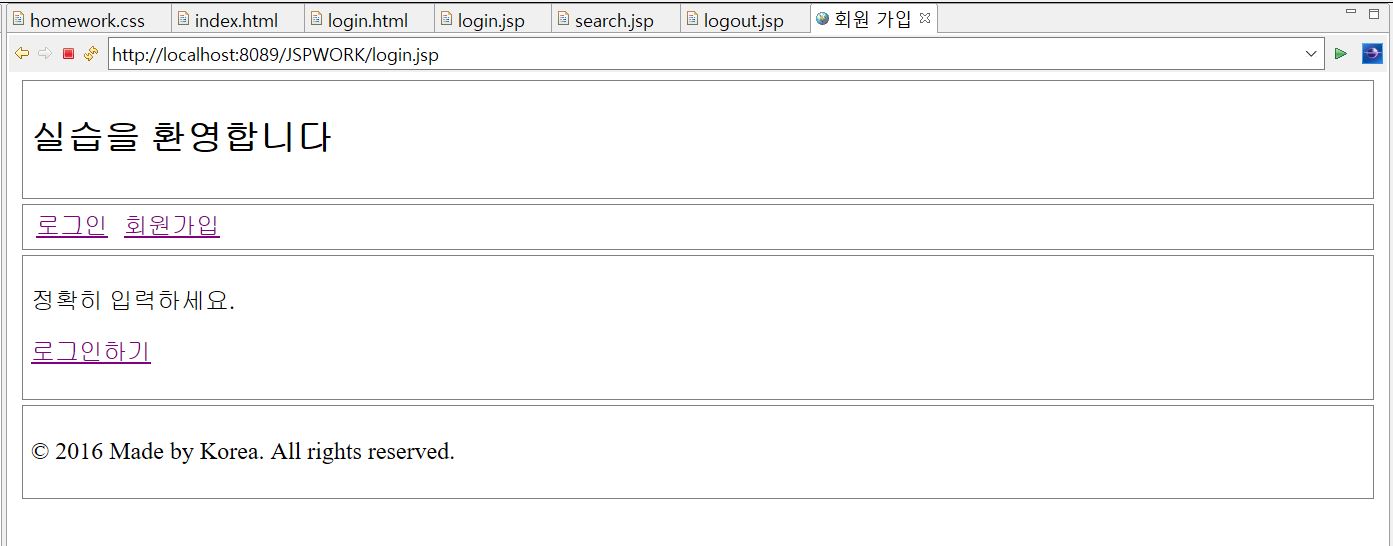 homework.css index.html login.html login.jsp search.jsp logout.jsp 회원 가입
http://localhost:8089/JSPWORK/login.jsp
실습을 환영합니다
로그인 회원가입
정확히 입력하세요.
로그인하기
© 2016 Made by Korea. All rights reserved.